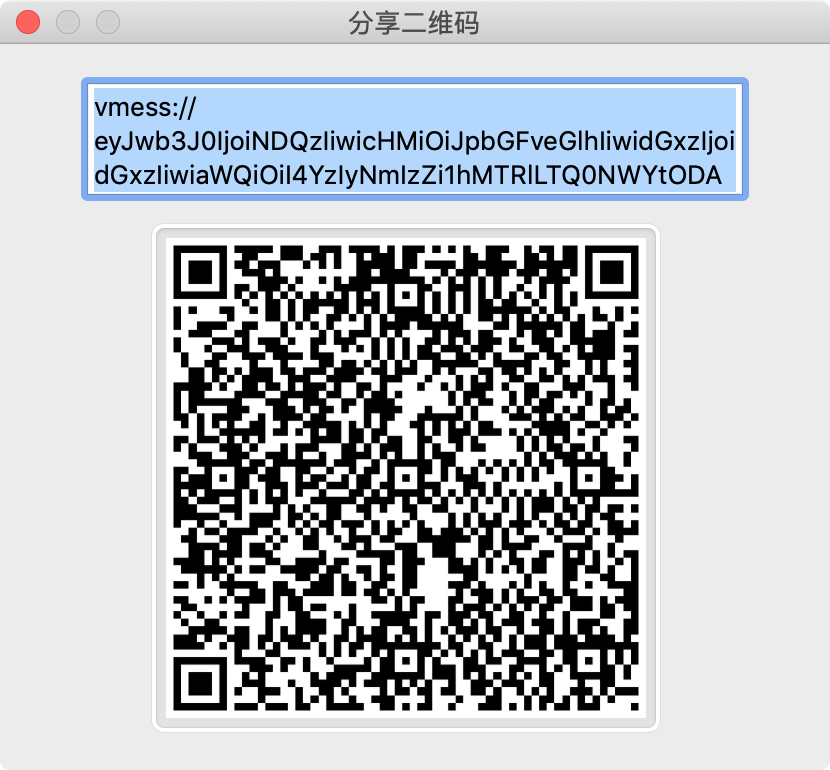 分享二维码
vmess://
eyJwb3J0IjoiNDQzIiwicHMiOiJpbGFveGlhIiwidGxzIjoi
dGxzIiwiaWQiOiI4YzIyNmIzZi1hMTRlLTQ0NWYtODA